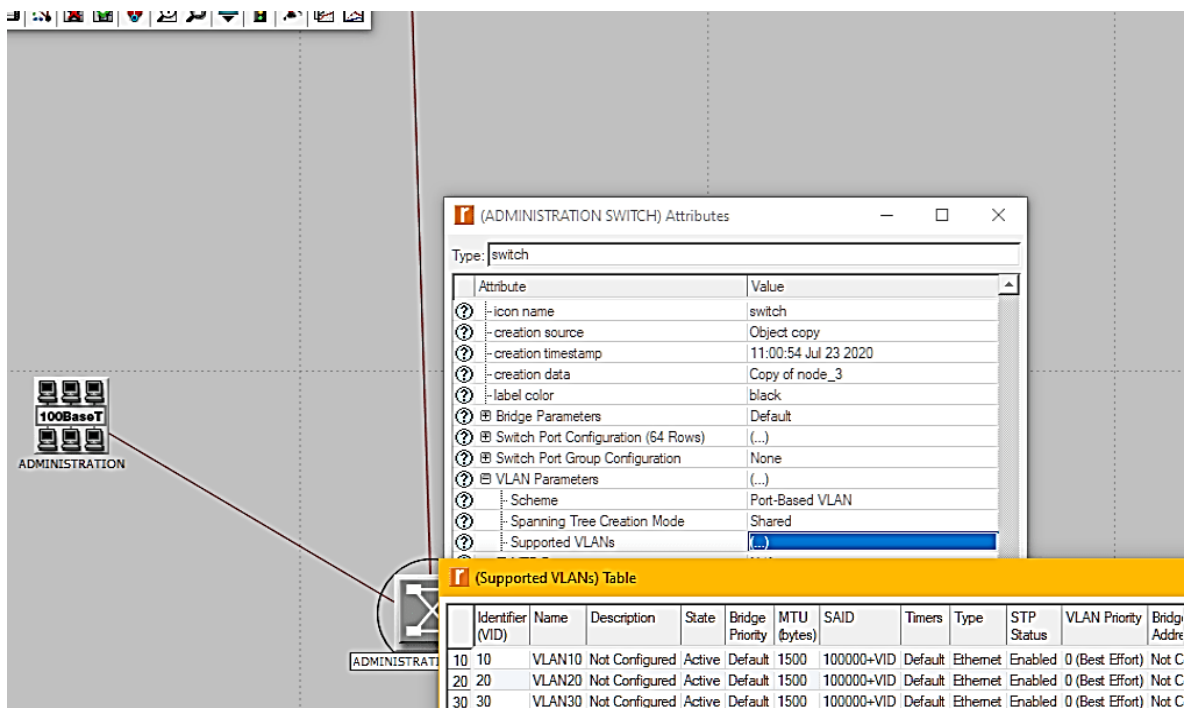 (ADMINISTRATION SWITCH) Attributes
Type: switch
Attribute Value
icon name switch
creation source Object copy
creation timestamp 11:00:54 Jul 23 2020
creation data Copy of node_3
label color black
Bridge Parameters Default
Switch Port Configuration (64 Rows) (...)
Switch Port Group Configuration None
VLAN Parameters (...)
Scheme Port-Based VLAN
Spanning Tree Creation Mode Shared
Supported VLANs (...)
100BaseT
ADMINISTRATION
ADMINISTRAT
(Supported VLANs) Table
Identifier (VID) Name Description State Bridge Priority MTU (bytes) SAID Timers Type STP Status VLAN Priority Bridg Addre
10 10 VLAN10 Not Configured Active Default 1500 100000+VID Default Ethernet Enabled 0 (Best Effort) Not C
20 20 VLAN20 Not Configured Active Default 1500 100000+VID Default Ethernet Enabled 0 (Best Effort) Not C
30 30 VLAN30 Not Configured Active Default 1500 100000+VID Default Ethernet Enabled 0 (Best Effort) Not C